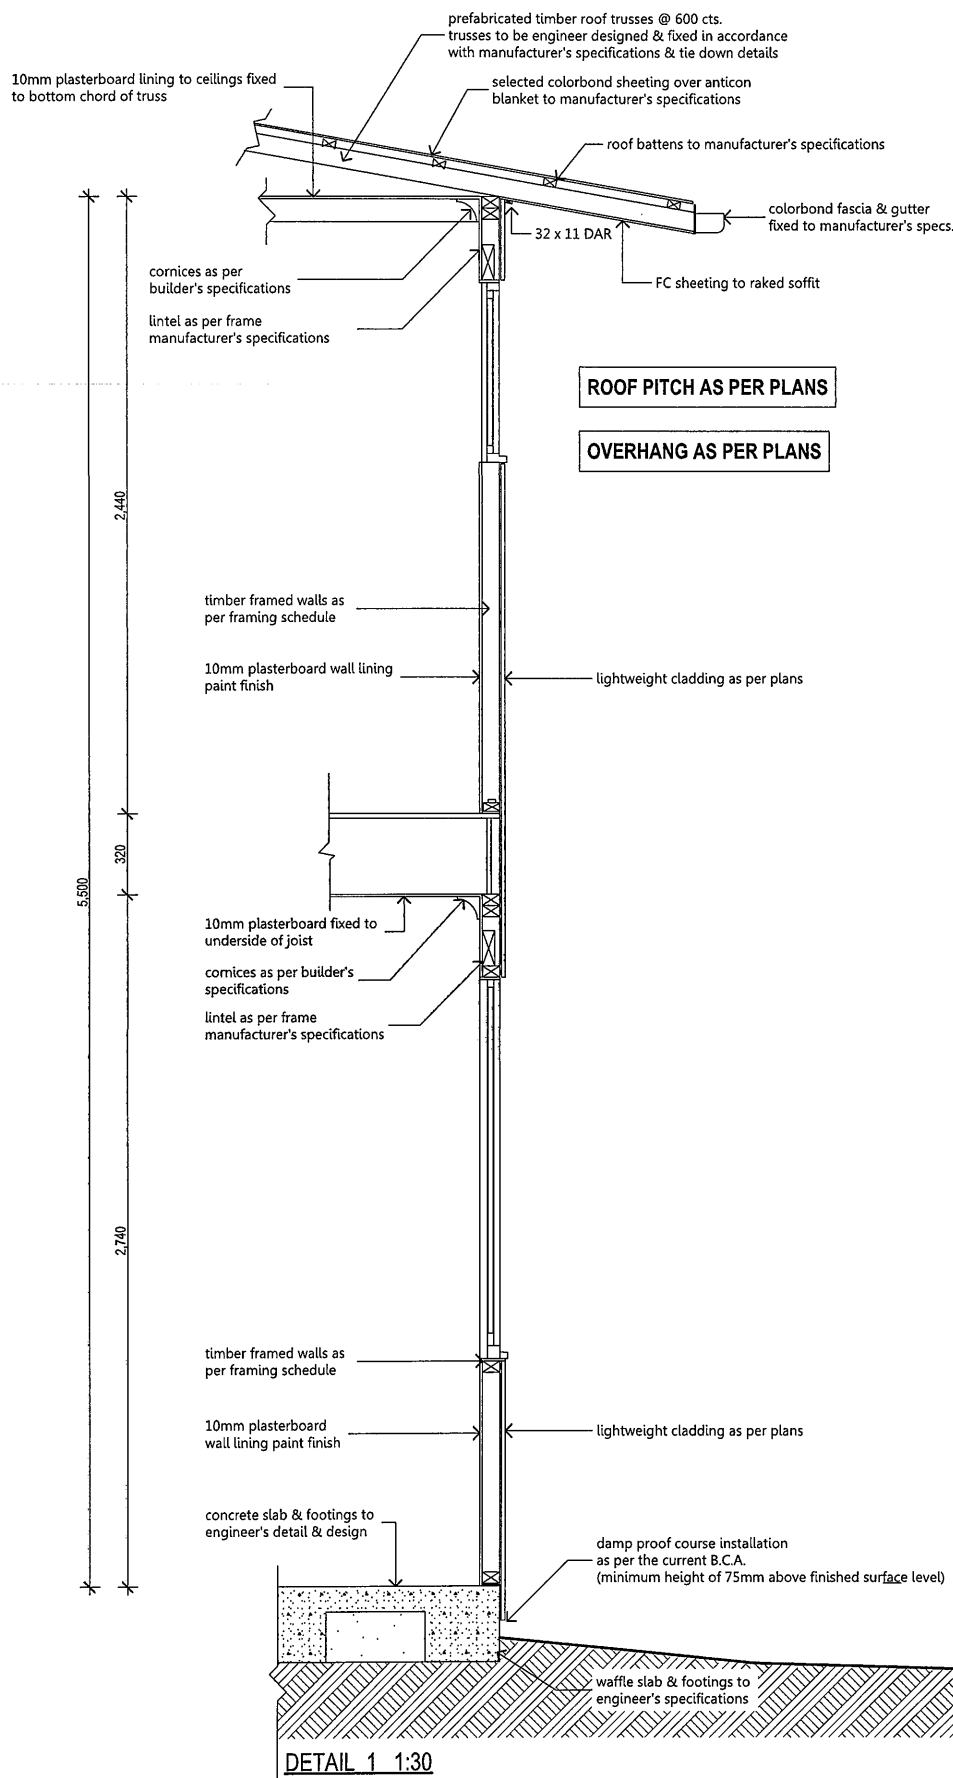 prefabricated timber roof trusses @ 600 cts.
trusses to be engineer designed & fixed in accordance
with manufacturer's specifications & tie down details
10mm plasterboard lining to ceilings fixed
to bottom chord of truss
selected colorbond sheeting over anticon
blanket to manufacturer's specifications
roof battens to manufacturer's specifications
colorbond fascia & gutter
fixed to manufacturer's specs.
32 x 11 DAR
cornices as per
builder's specifications
FC sheeting to raked soffit
lintel as per frame
manufacturer's specifications
ROOF PITCH AS PER PLANS
OVERHANG AS PER PLANS
2,440
timber framed walls as
per framing schedule
10mm plasterboard wall lining
paint finish
lightweight cladding as per plans
320
5,500
10mm plasterboard fixed to
underside of joist
cornices as per builder's
specifications
lintel as per frame
manufacturer's specifications
2,740
timber framed walls as
per framing schedule
10mm plasterboard
wall lining paint finish
lightweight cladding as per plans
concrete slab & footings to
engineer's detail & design
damp proof course installation
as per the current B.C.A.
(minimum height of 75mm above finished surface level)
waffle slab & footings to
engineer's specifications
DETAIL 1 1:30